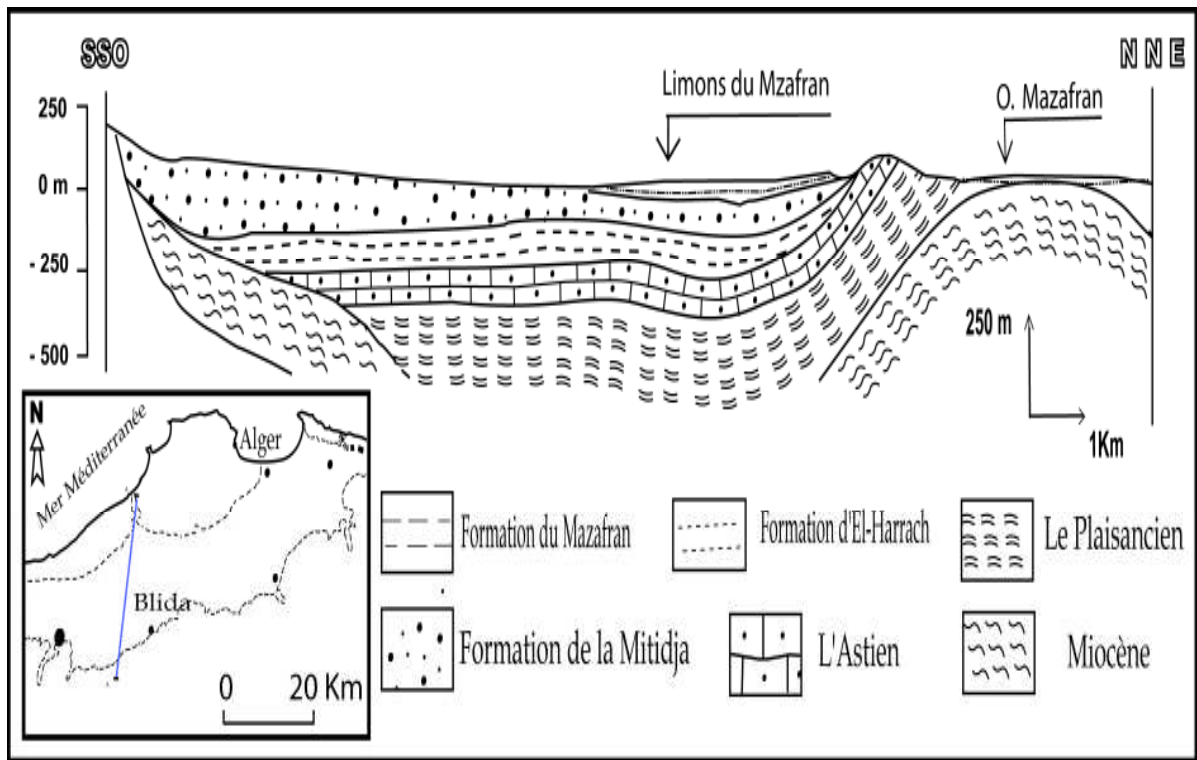 SSO
N N E
Limons du Mzafran
O. Mazafran
250
0 m
- 250
- 500
250 m
1Km
N
Mer Méditerranée
Alger
Blida
0 20 Km
Formation du Mazafran
Formation d'El-Harrach
Le Plaisancien
Formation de la Mitidja
L'Astien
Miocène